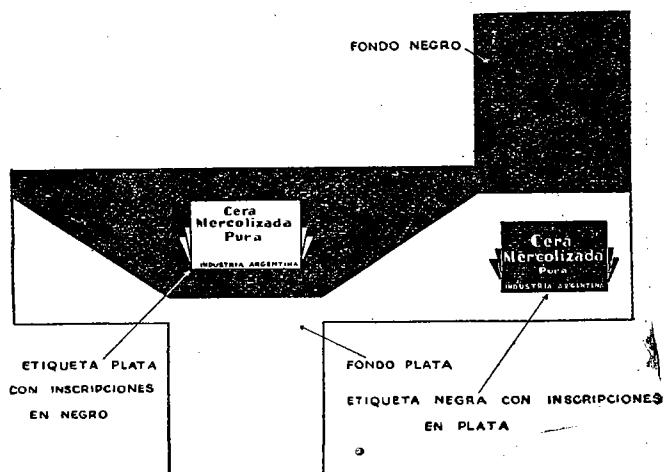 FONDO NEGRO
Cera
Mercolizada
Pura
INDUSTRIA ARGENTINA
Cera
Mercolizada
Pura
INDUSTRIA ARGENTINA
ETIQUETA PLATA
CON INSCRIPCIONES
EN NEGRO
FONDO PLATA
ETIQUETA NEGRA CON INSCRIPCIONES
EN PLATA